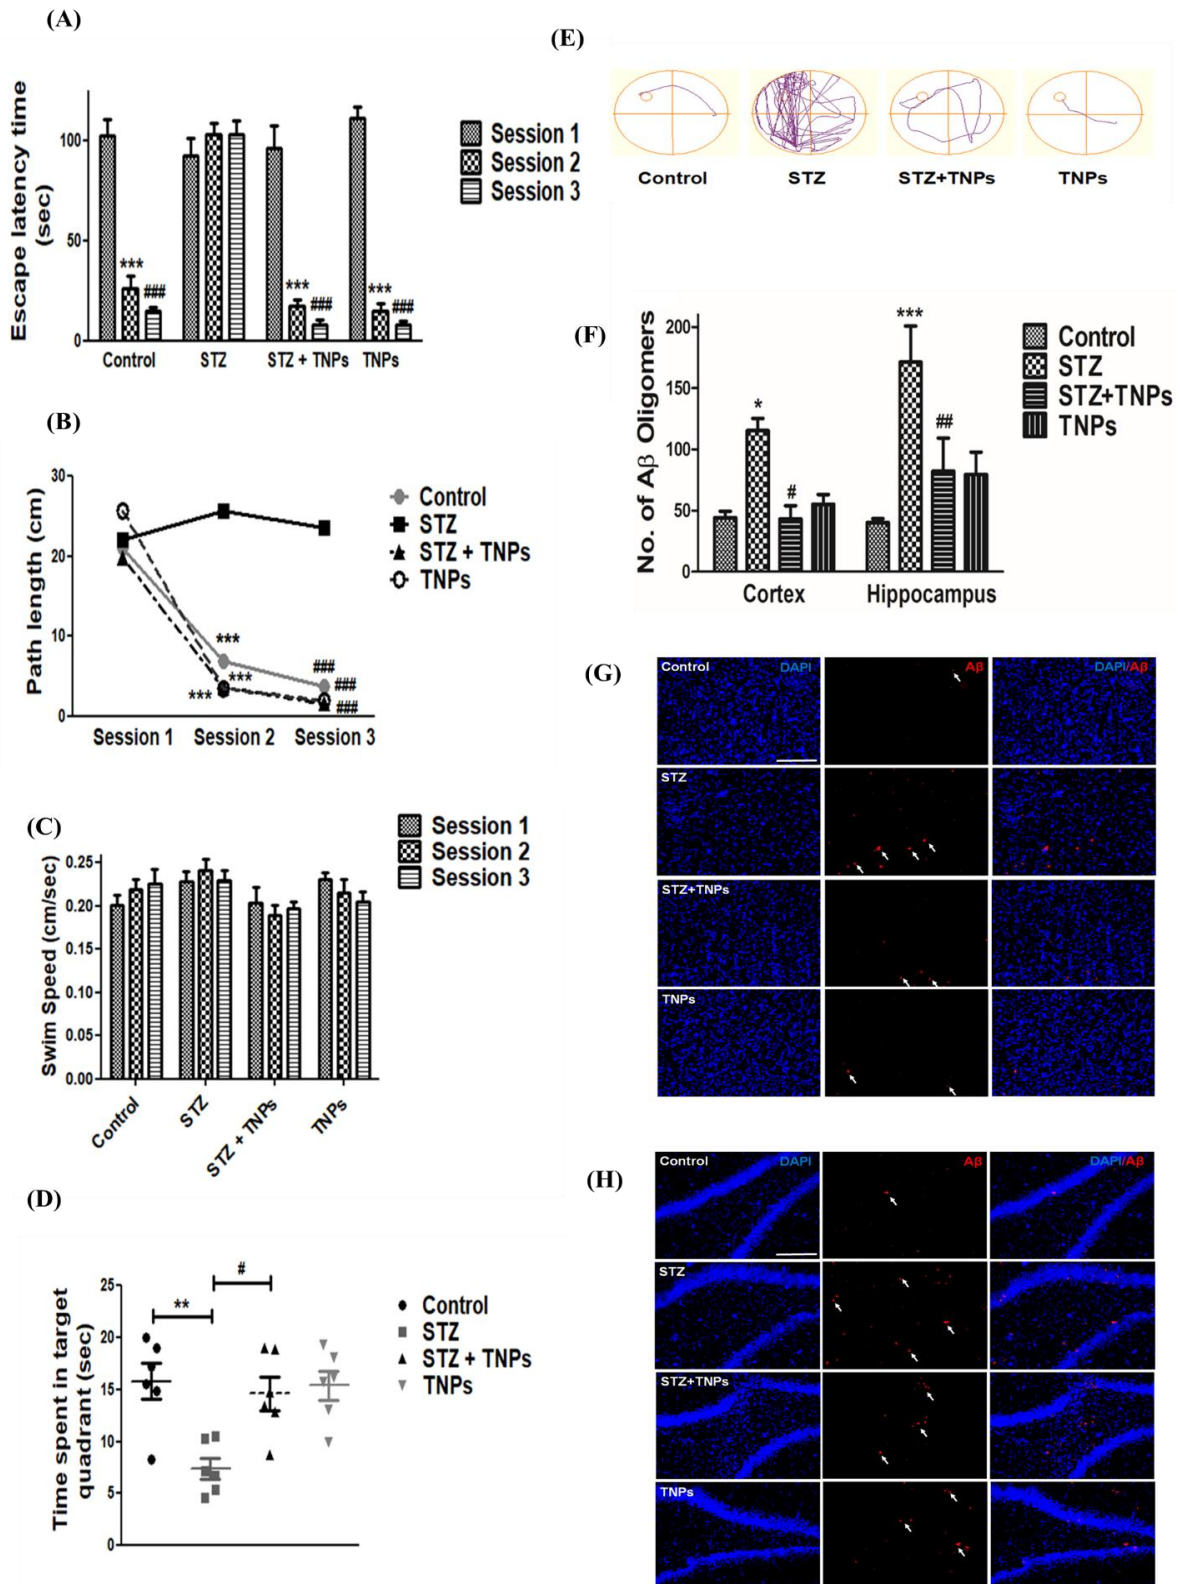 (A)
Escape latency time
(sec)
100
50
0
***
###
***
###
***
###
Control
STZ
STZ + TNPs
TNPs
Session 1
Session 2
Session 3
(B)
Path length (cm)
30
20
10
0
***
***
***
###
###
###
Session 1
Session 2
Session 3
Control
STZ
STZ + TNPs
TNPs
(C)
Swim Speed (cm/sec)
0.25
0.20
0.15
0.10
0.05
0.00
Control
STZ
STZ + TNPs
TNPs
Session 1
Session 2
Session 3
(D)
Time spent in target
quadrant (sec)
25
20
15
10
5
0
**
#
Control
STZ
STZ + TNPs
TNPs
(E)
Control
STZ
STZ+TNPs
TNPs
(F)
No. of Aβ Oligomers
200
150
100
50
0
*
#
***
##
Cortex
Hippocampus
Control
STZ
STZ+TNPs
TNPs
(G)
Control
DAPI
Aβ
DAPI/Aβ
STZ
STZ+TNPs
TNPs
(H)
Control
DAPI
Aβ
DAPI/Aβ
STZ
STZ+TNPs
TNPs